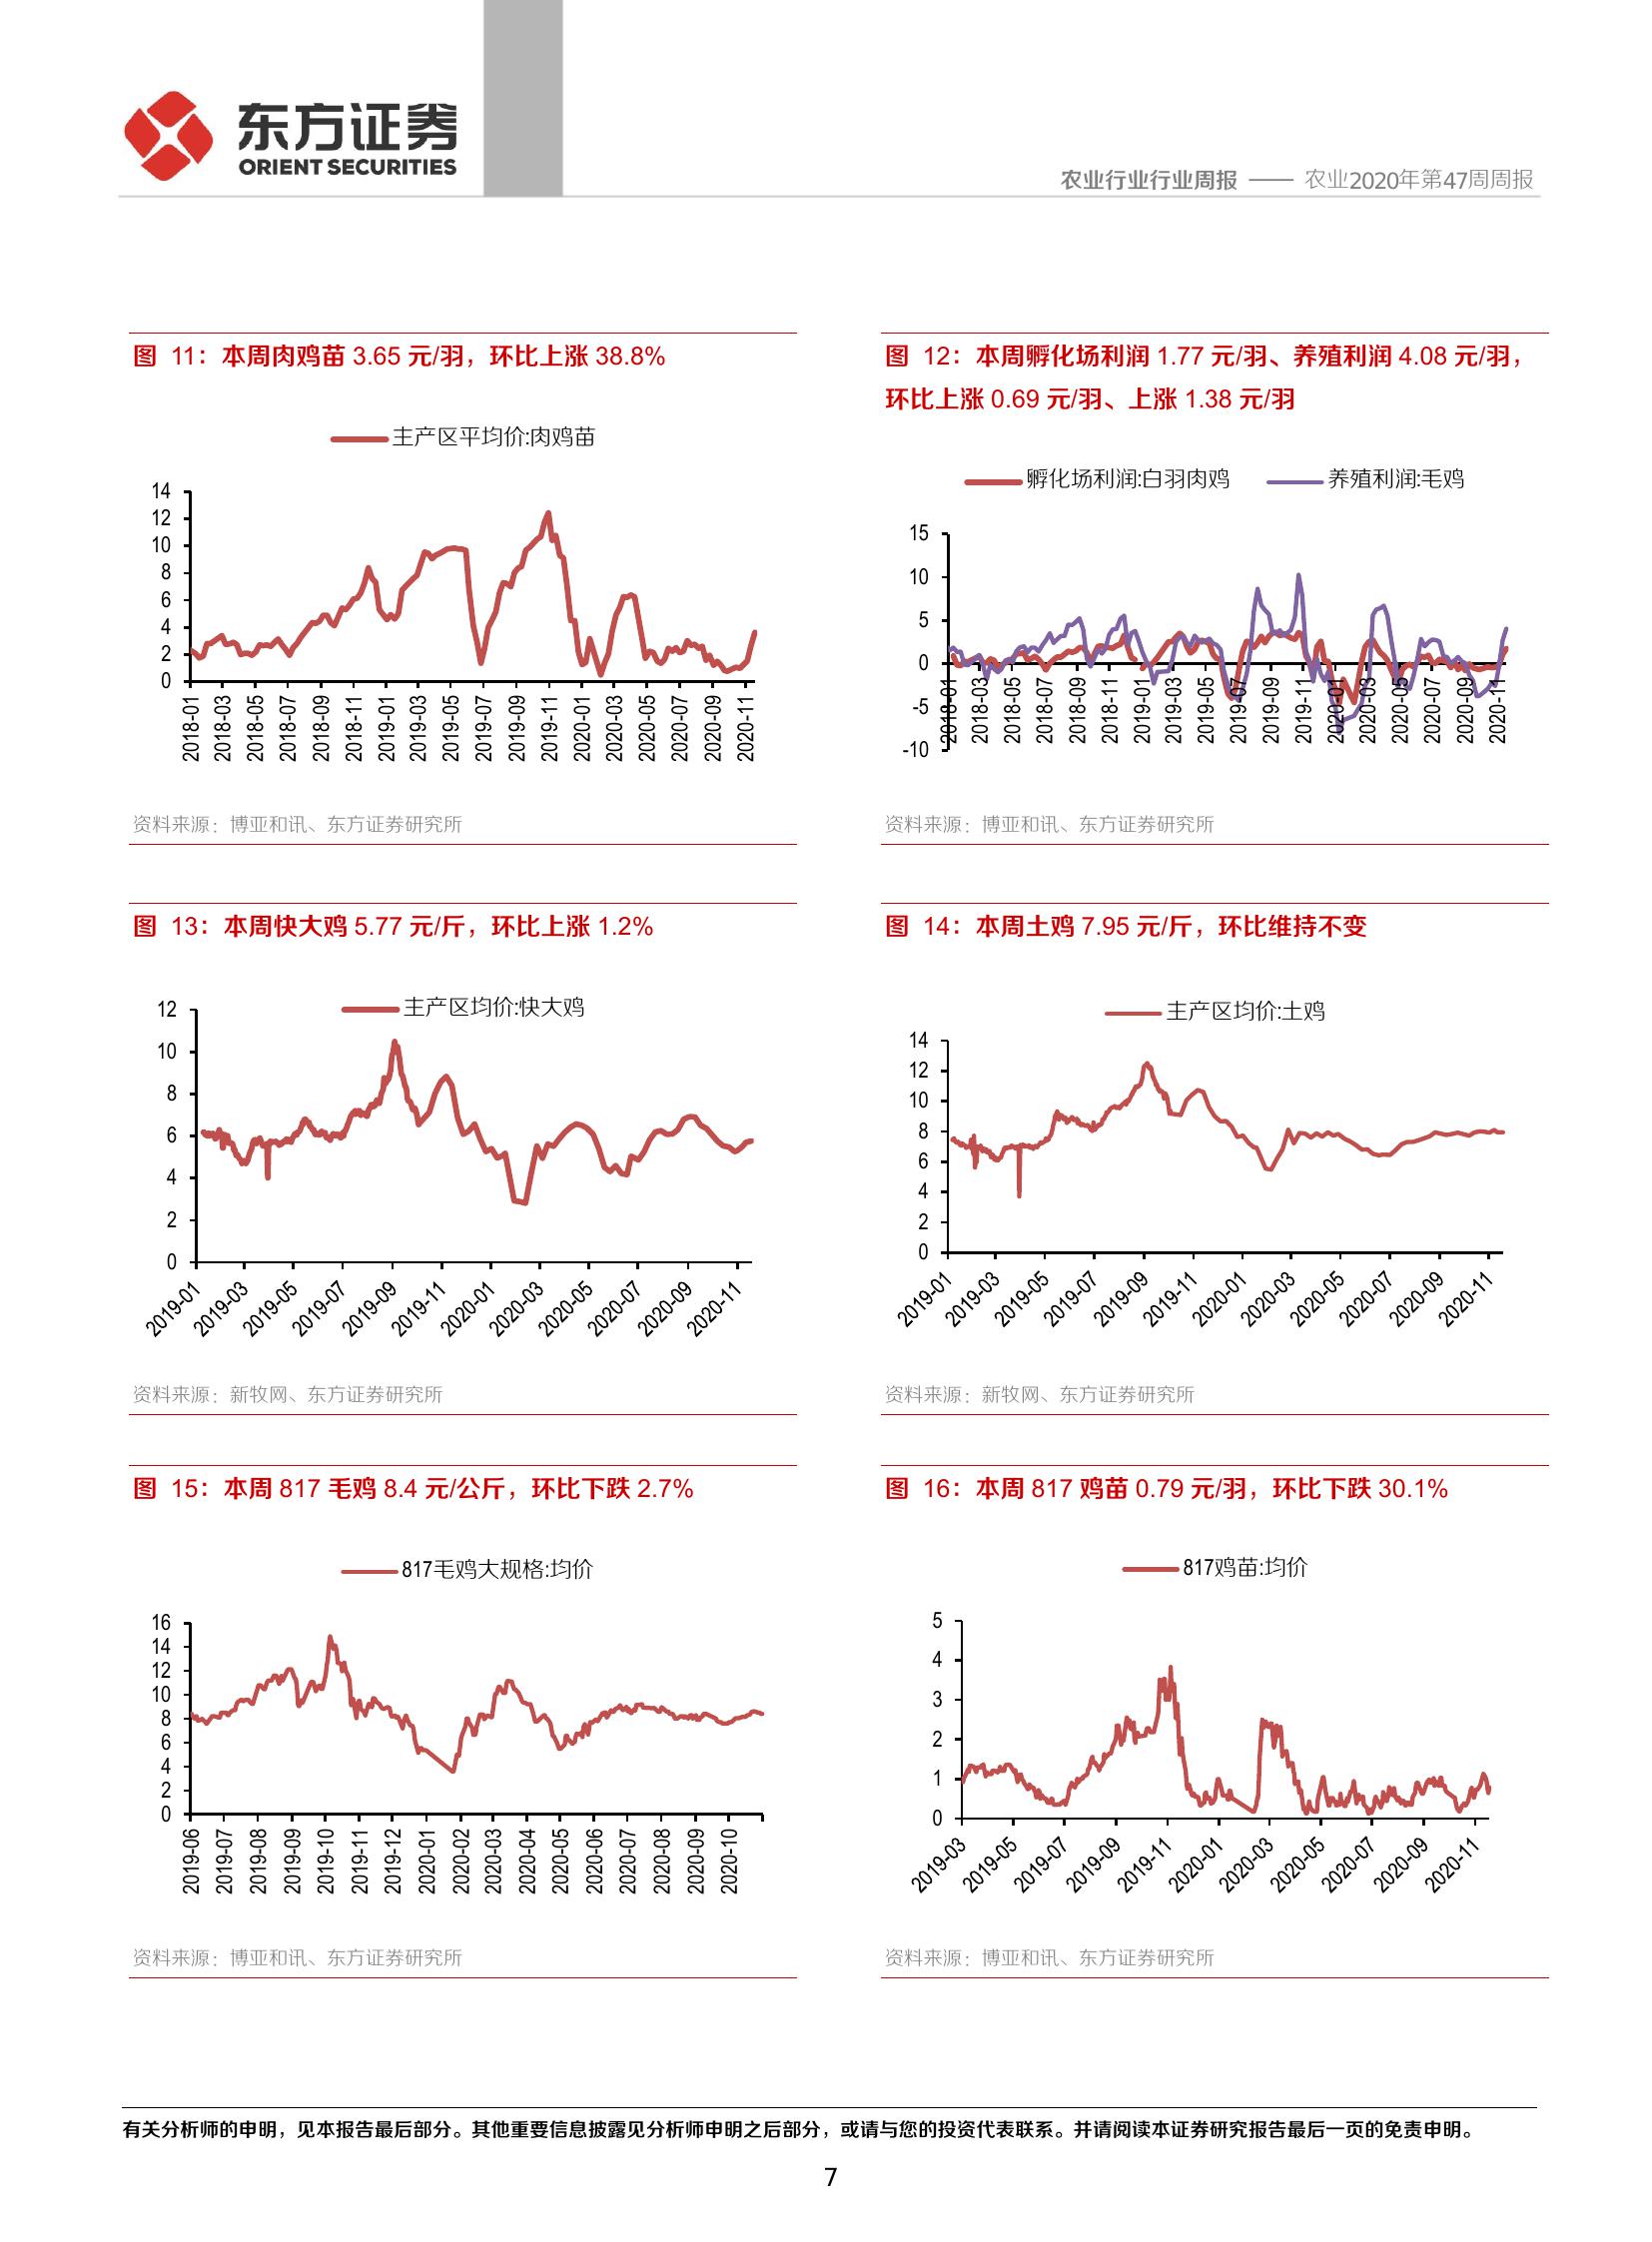 东方证券
ORIENT SECURITIES
农业行业行业周报 —— 农业2020年第47周周报
图 11：本周肉鸡苗 3.65 元/羽，环比上涨 38.8%
主产区平均价:肉鸡苗
14
12
10
8
6
4
2
0
2018-01 2018-03 2018-05 2018-07 2018-09 2018-11 2019-01 2019-03 2019-05 2019-07 2019-09 2019-11 2020-01 2020-03 2020-05 2020-07 2020-09 2020-11
资料来源：博亚和讯、东方证券研究所
图 12：本周孵化场利润 1.77 元/羽、养殖利润 4.08 元/羽，
环比上涨 0.69 元/羽、上涨 1.38 元/羽
孵化场利润:白羽肉鸡 养殖利润:毛鸡
15
10
5
0
-5
-10
2018-01 2018-03 2018-05 2018-07 2018-09 2018-11 2019-01 2019-03 2019-05 2019-07 2019-09 2019-11 2020-01 2020-03 2020-05 2020-07 2020-09 2020-11
资料来源：博亚和讯、东方证券研究所
图 13：本周快大鸡 5.77 元/斤，环比上涨 1.2%
主产区均价:快大鸡
12
10
8
6
4
2
0
2019-01 2019-03 2019-05 2019-07 2019-09 2019-11 2020-01 2020-03 2020-05 2020-07 2020-09 2020-11
资料来源：新牧网、东方证券研究所
图 14：本周土鸡 7.95 元/斤，环比维持不变
主产区均价:土鸡
14
12
10
8
6
4
2
0
2019-01 2019-03 2019-05 2019-07 2019-09 2019-11 2020-01 2020-03 2020-05 2020-07 2020-09 2020-11
资料来源：新牧网、东方证券研究所
图 15：本周 817 毛鸡 8.4 元/公斤，环比下跌 2.7%
817毛鸡大规格:均价
16
14
12
10
8
6
4
2
0
2019-06 2019-07 2019-08 2019-09 2019-10 2019-11 2019-12 2020-01 2020-02 2020-03 2020-04 2020-05 2020-06 2020-07 2020-08 2020-09 2020-10
资料来源：博亚和讯、东方证券研究所
图 16：本周 817 鸡苗 0.79 元/羽，环比下跌 30.1%
817鸡苗:均价
5
4
3
2
1
0
2019-03 2019-05 2019-07 2019-09 2019-11 2020-01 2020-03 2020-05 2020-07 2020-09 2020-11
资料来源：博亚和讯、东方证券研究所
有关分析师的申明，见本报告最后部分。其他重要信息披露见分析师申明之后部分，或请与您的投资代表联系。并请阅读本证券研究报告最后一页的免责申明。
7